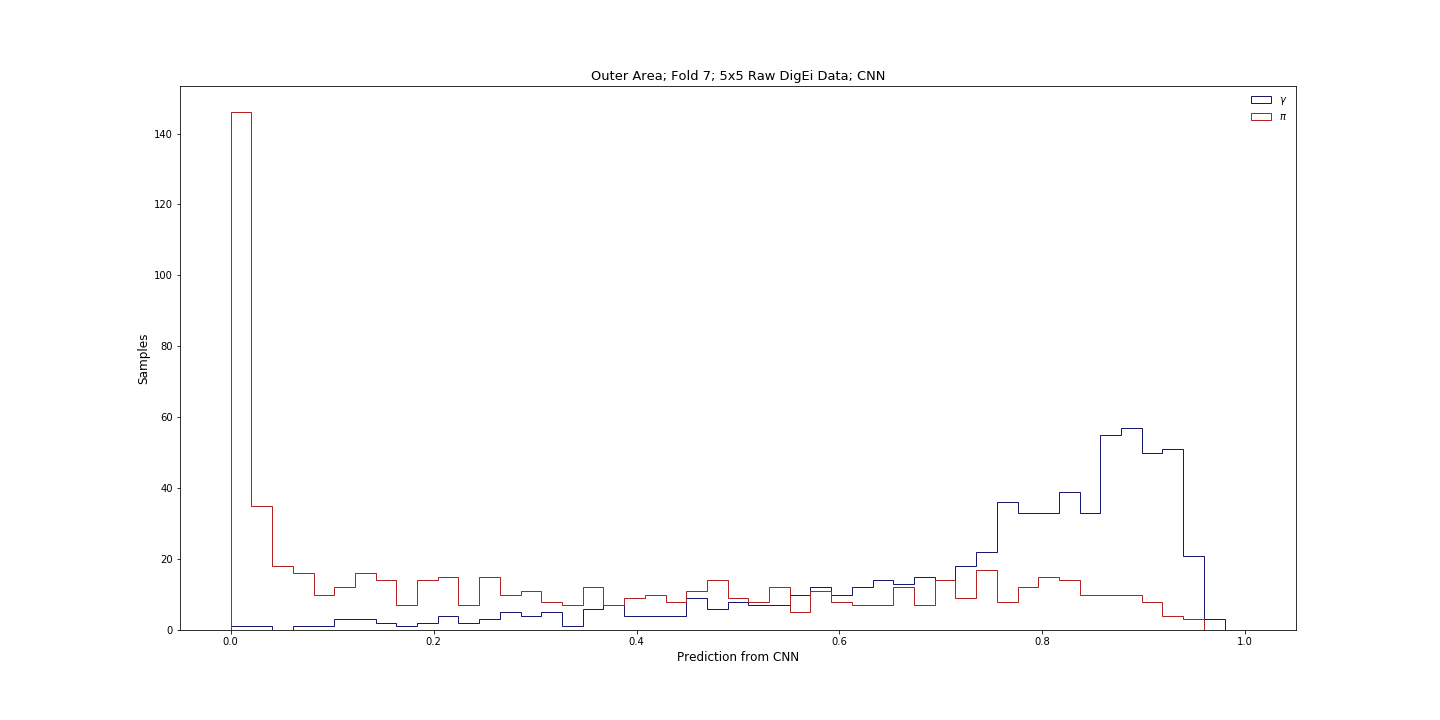 Outer Area; Fold 7; 5x5 Raw DigEi Data; CNN
γ
π
Samples
140
120
100
80
60
40
20
0
0.0 0.2 0.4 0.6 0.8 1.0
Prediction from CNN